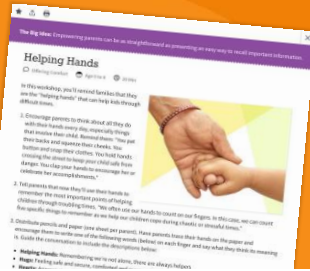 The Big Idea: Empowering parents can be as straightforward as presenting an easy way to recall important information.
Helping Hands
Offering Comfort
In this workshop, you'll remind families that they
are the "helping hands" that can help kids through
difficult times.
1. Encourage parents to think about all they do
with their hands every day, especially things
that involve their child. Remind them: "You pat
their backs and squeeze their cheeks. You
button and snap their clothes. You hold hands
crossing the street to keep your child safe from
danger. You clap your hands to encourage her or
celebrate her accomplishments."
2. Tell parents that now they'll use their hands to
remember the most important points of helping
children through troubling times. "We often use our hands to count on our fingers. In this case, we can count
five specific things to remember as we help our children cope during chaotic or stressful times."
3. Distribute pencils and paper (one sheet per parent). Have parents trace their hands on the paper and
encourage them to write one of the following words (below) on each finger and say what they think its meaning
is. Guide the conversation to include the descriptions below:
Helping Hands: Remembering we're not alone, there are always helpers
Hugs: Feeling safe and secure, comforted